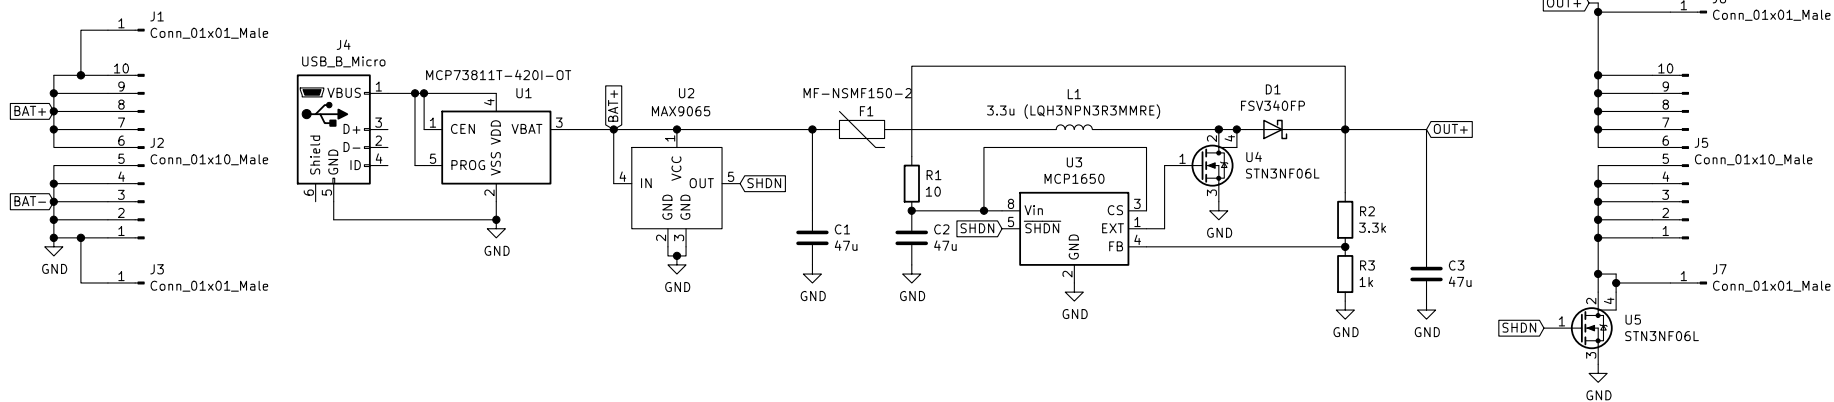 J1
Conn_01x01_Male
1
10
9
8
7
6
5
4
3
2
1
BAT+
BAT-
J2
Conn_01x10_Male
GND
1
J3
Conn_01x01_Male
J4
USB_B_Micro
VBUS 1
D+ 3
D- 2
ID 4
Shield
GND
6
5
MCP73811T-420I-OT
U1
4
1 CEN
VSS VDD
VBAT 3
5 PROG
2
GND
BAT+
U2
MAX9065
1
VCC
4 IN
OUT 5
SHDN
GND
GND
2
3
GND
C1
47u
GND
MF-NSMF150-2
F1
R1
10
C2
47u
GND
SHDN
3.3u (LQH3NPN3R3MMRE)
L1
U3
MCP1650
8 Vin
CS 3
5 SHDN
EXT 1
FB 4
GND
2
GND
D1
FSV340FP
2
4
1
U4
STN3NF06L
3
GND
R2
3.3k
R3
1k
GND
OUT+
C3
47u
GND
OUT+
1
Conn_01x01_Male
10
9
8
7
6
5
4
3
2
1
J5
Conn_01x10_Male
1
J7
Conn_01x01_Male
2
4
SHDN
1
U5
STN3NF06L
3
GND